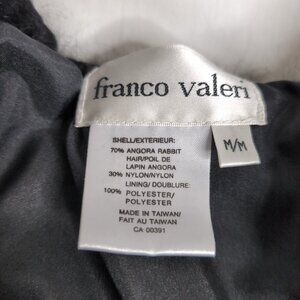 franco valeri
M/M
SHELL/EXTERIEUR:
70% ANGORA RABBIT
HAIR/POIL DE
LAPIN ANGORA
30% NYLON/NYLON
LINING/DOUBLURE:
100% POLYESTER/
POLYESTER
MADE IN TAIWAN/
FAIT AU TAIWAN
CA 00391